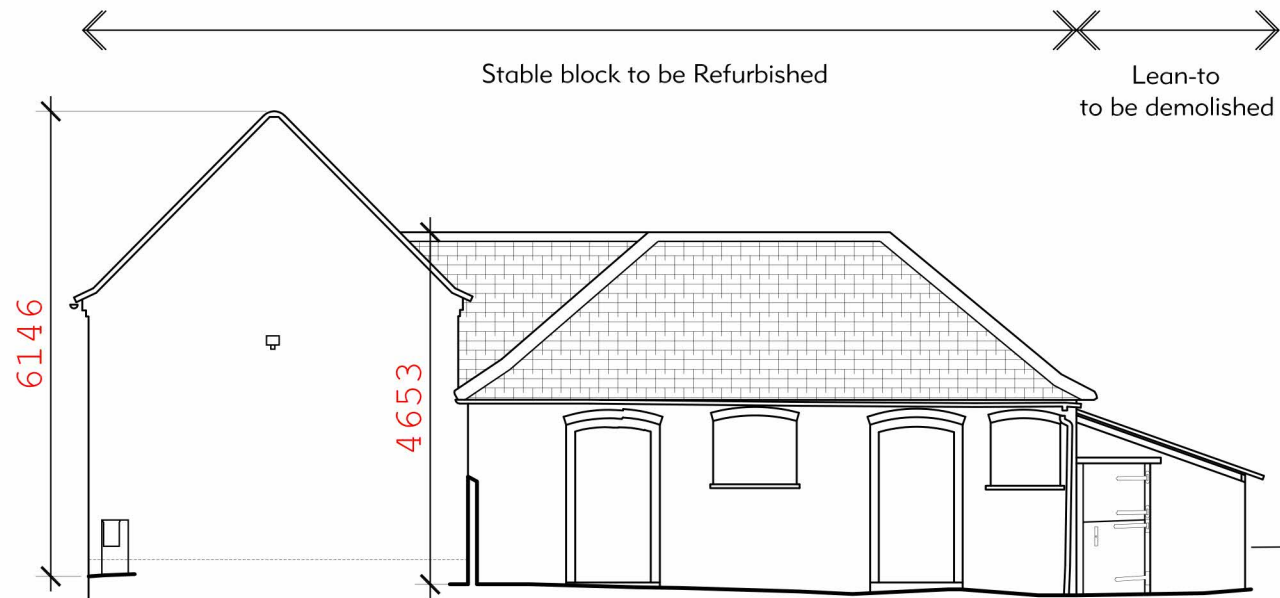 Stable block to be Refurbished
Lean-to
to be demolished
6146
4653